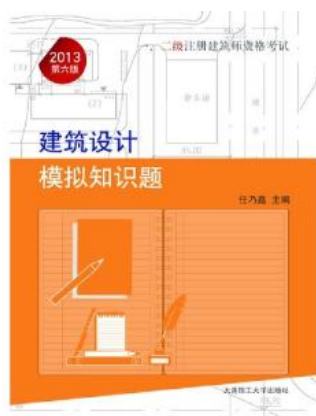 2013
第六版
一、二级注册建筑师资格考试
建筑设计
模拟知识题
任乃鑫 主编
大连理工大学出版社